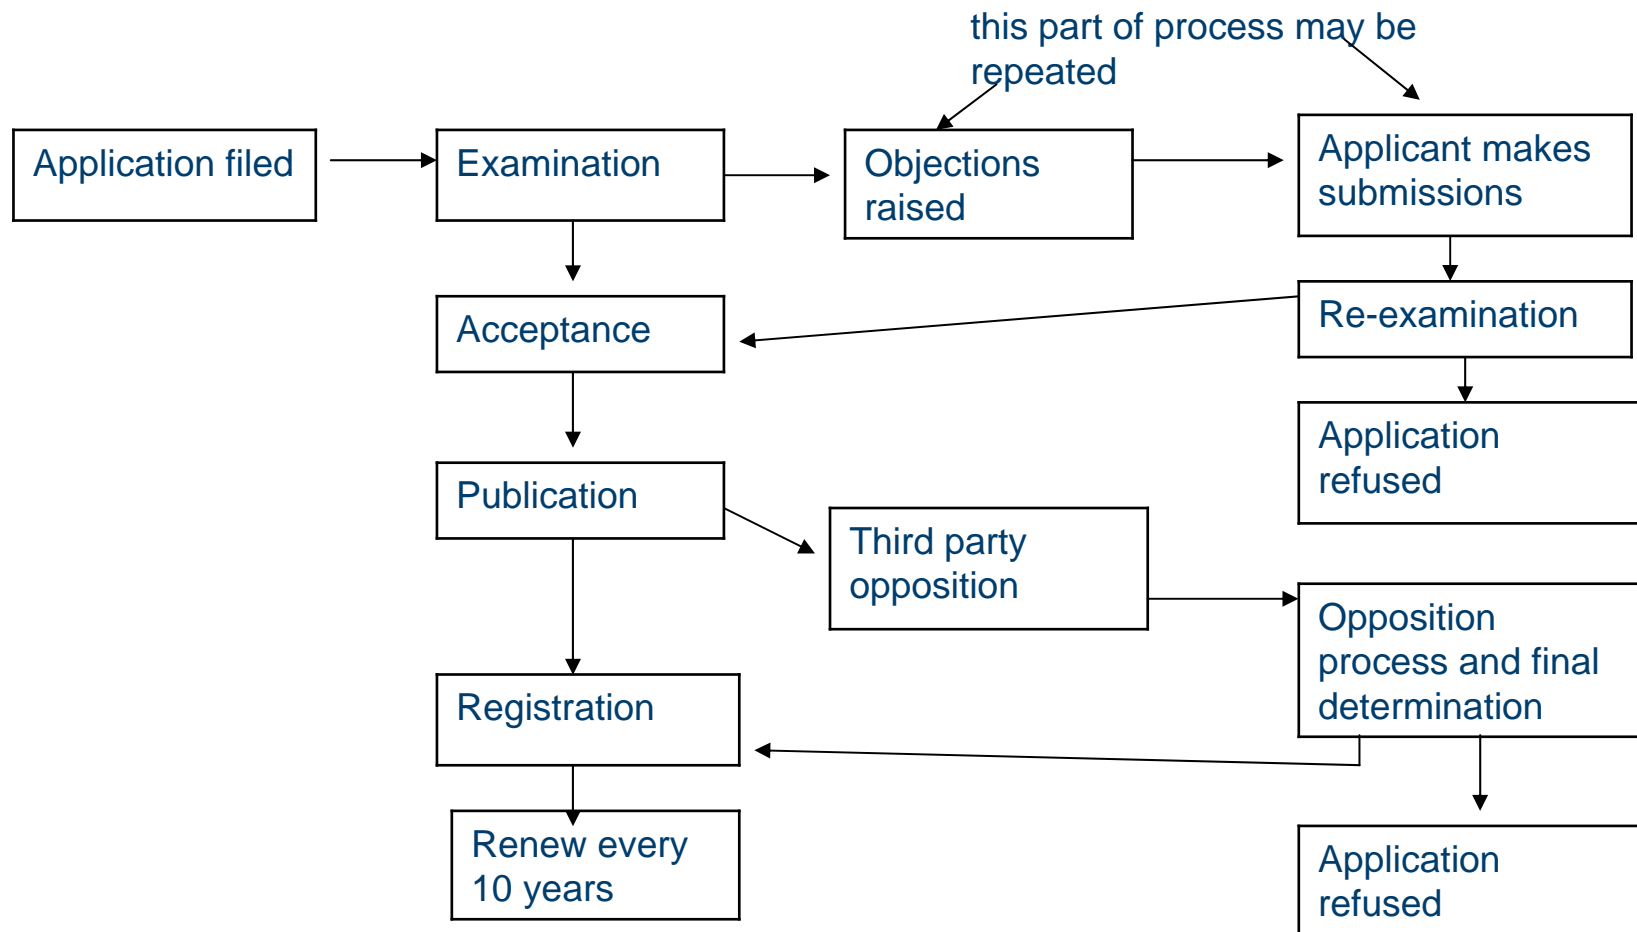 this part of process may be
repeated
Application filed
Examination
Objections
raised
Applicant makes
submissions
Acceptance
Re-examination
Application
refused
Publication
Third party
opposition
Opposition
process and final
determination
Registration
Renew every
10 years
Application
refused